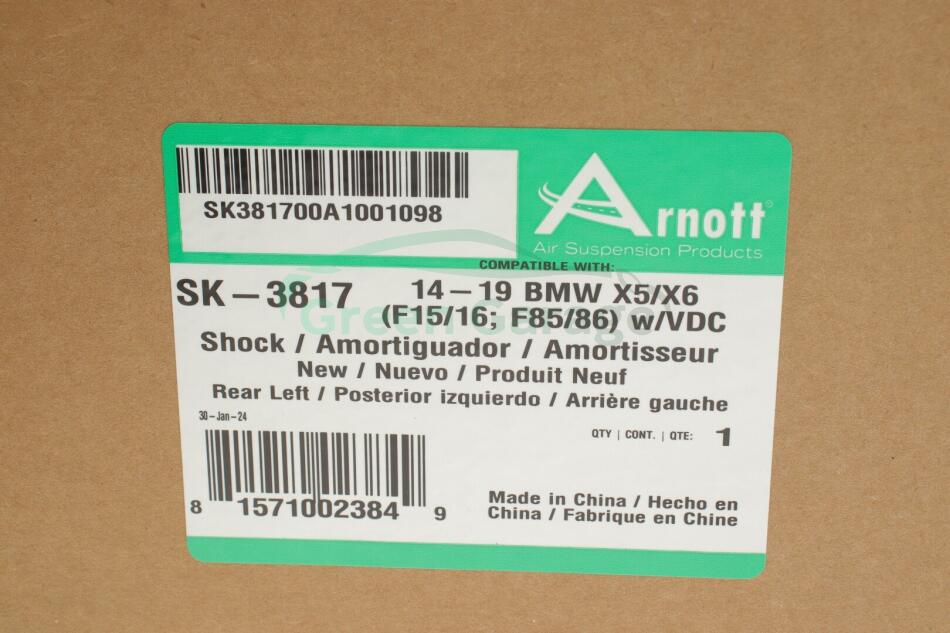 SK381700A1001098
Arnott®
Air Suspension Products
COMPATIBLE WITH:
SK-3817
14-19 BMW X5/X6
(F15/16; F85/86) w/VDC
Green Garage
Shock / Amortiguador / Amortisseur
New / Nuevo / Produit Neuf
Rear Left / Posterior izquierdo / Arrière gauche
30-Jan-24
QTY | CONT. | QTE: 1
8 1571002384 9
Made in China / Hecho en
China / Fabrique en Chine